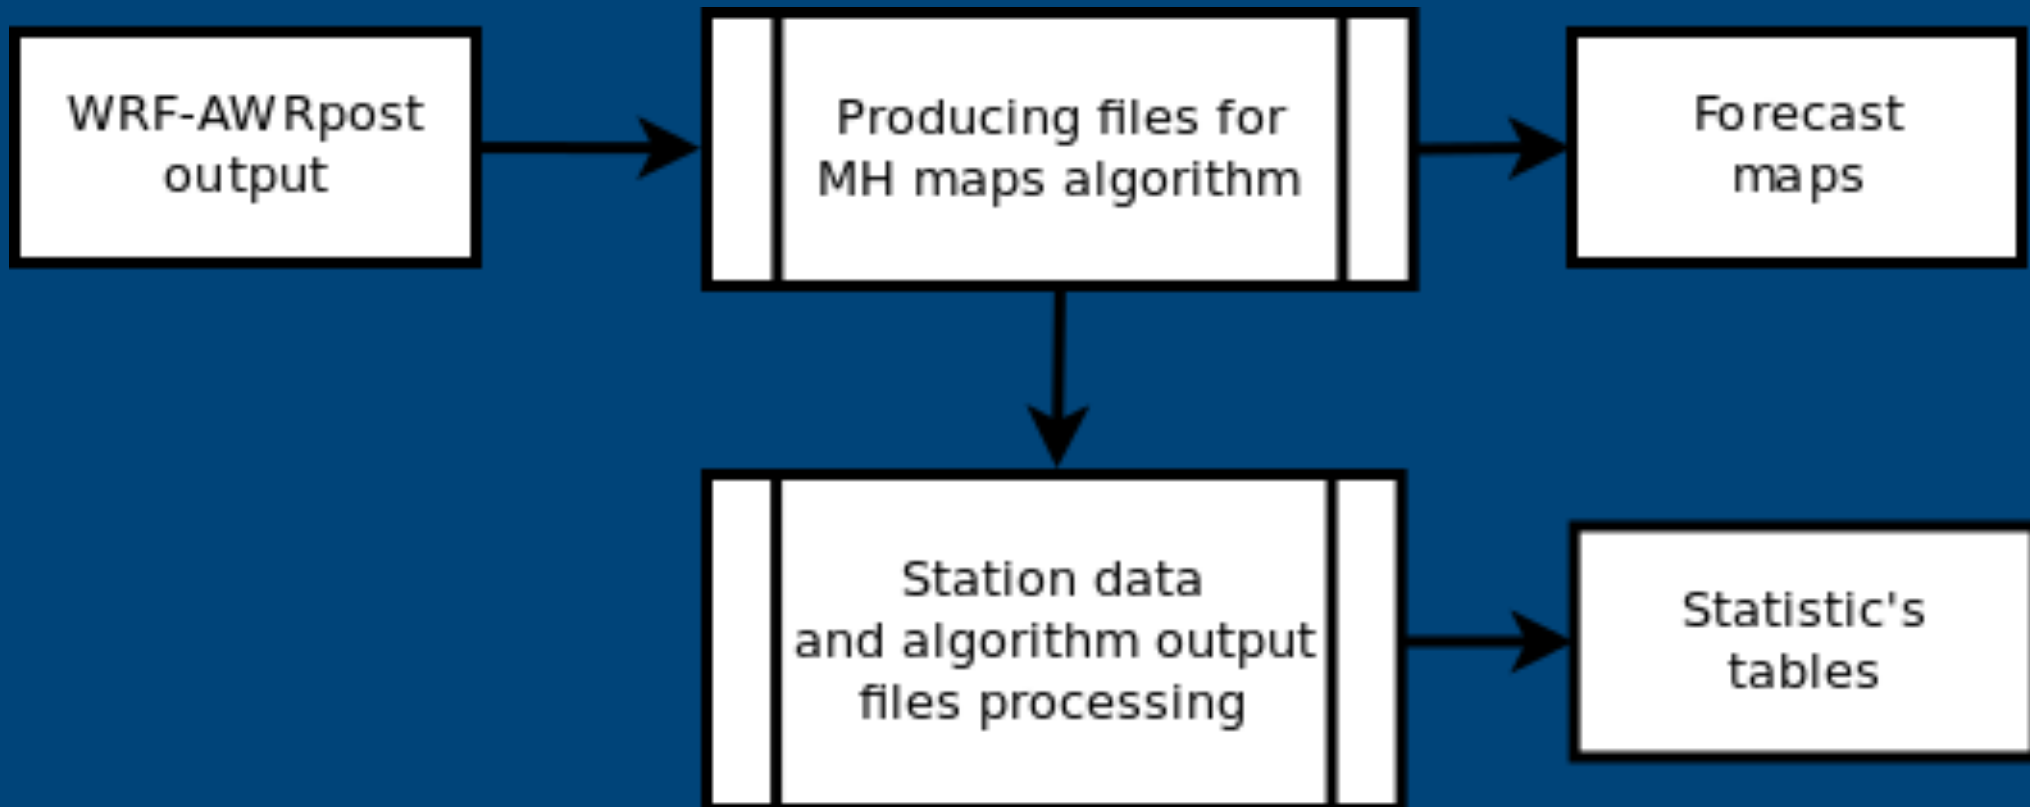 WRF-AWRpost
output
Producing files for
MH maps algorithm
Forecast
maps
Station data
and algorithm output
files processing
Statistic's
tables